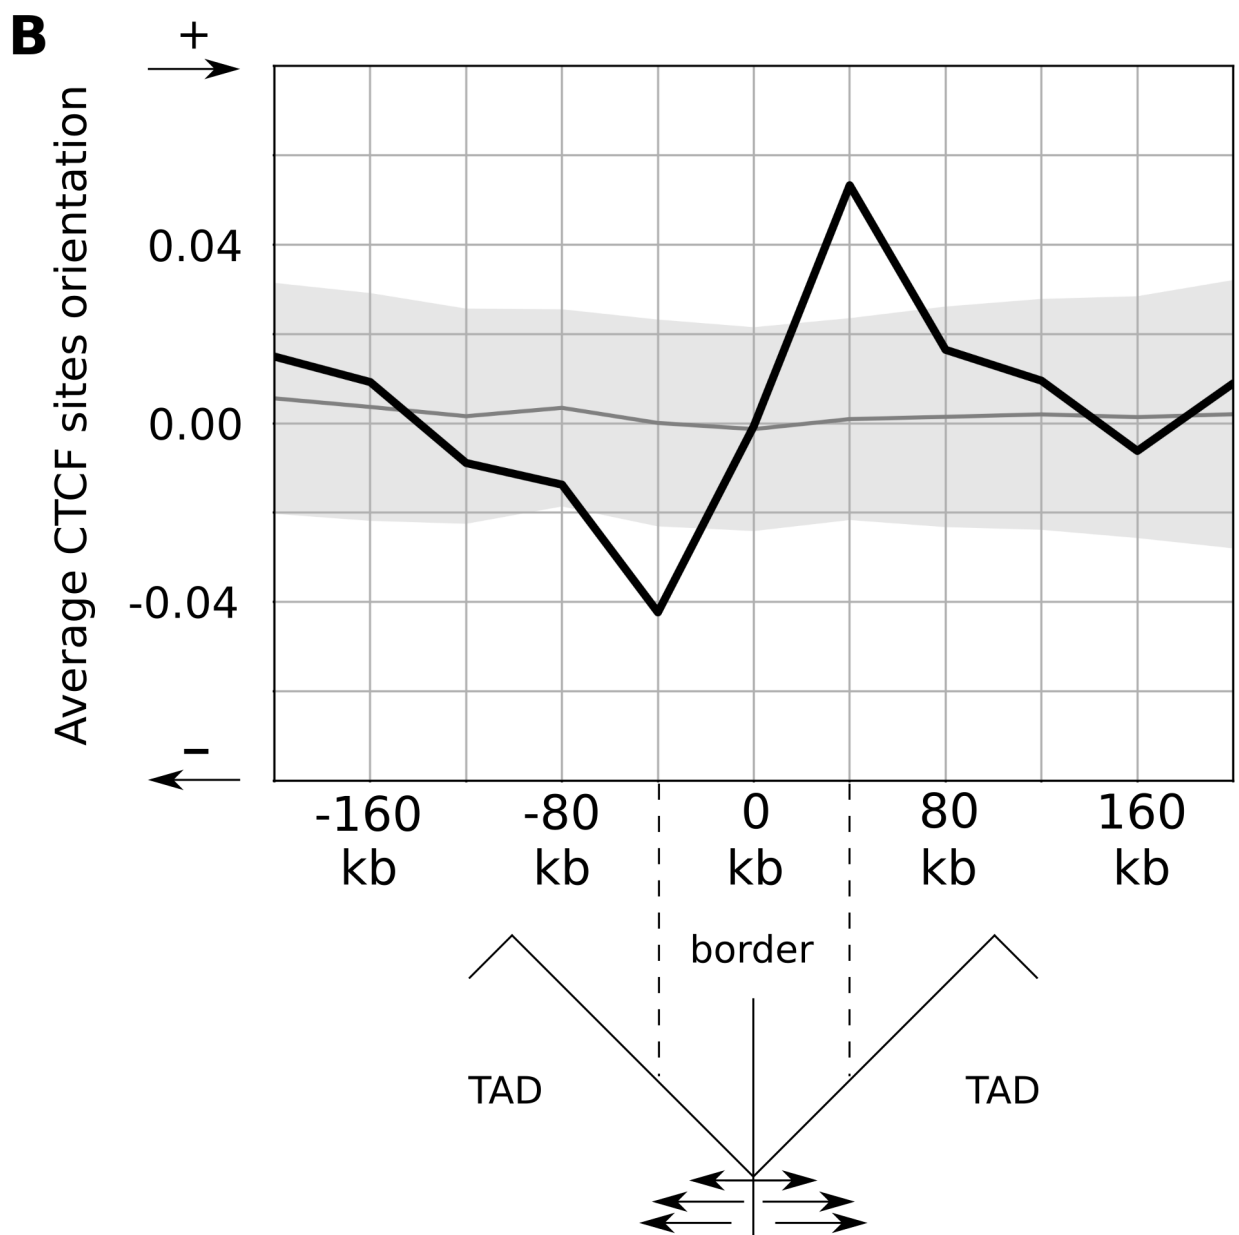 B
+
Average CTCF sites orientation
0.04
0.00
-0.04
–
-160 kb
-80 kb
0 kb
80 kb
160 kb
border
TAD
TAD